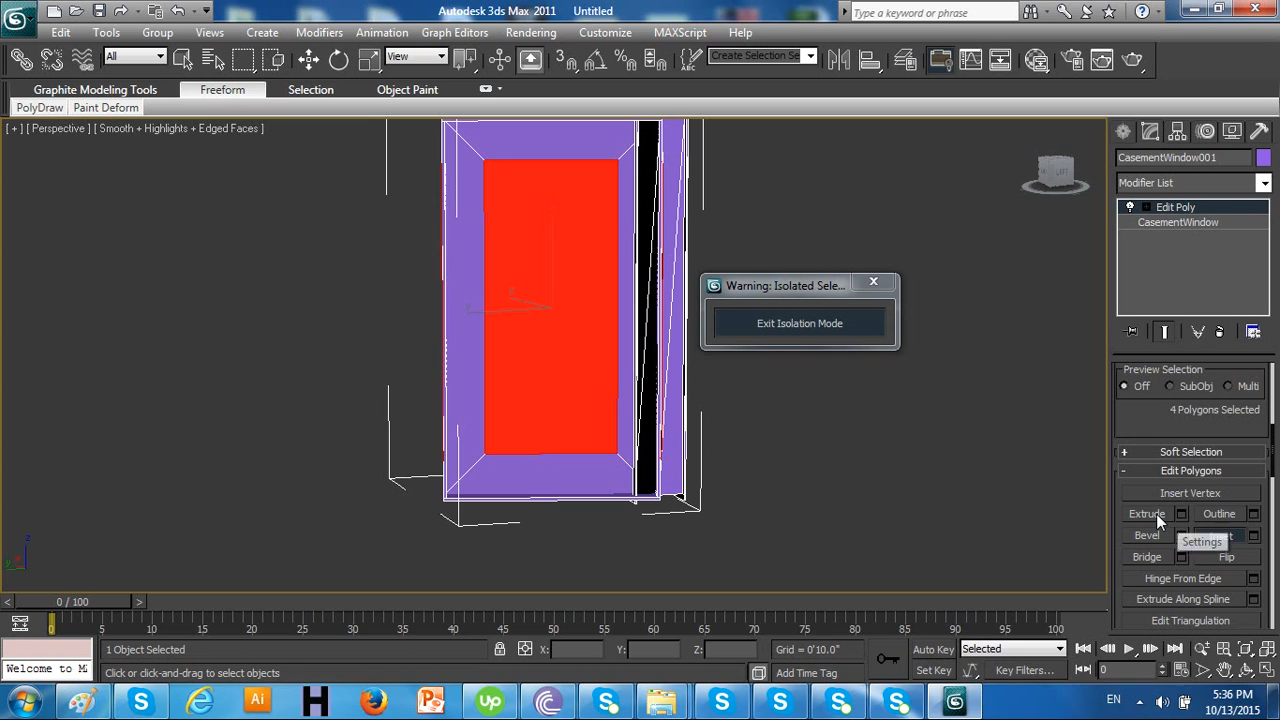 Autodesk 3ds Max 2011 Untitled
Type a keyword or phrase
Edit Tools Group Views Create Modifiers Animation Graph Editors Rendering Customize MAXScript Help
All
View
3
Create Selection Se
Graphite Modeling Tools Freeform Selection Object Paint
PolyDraw Paint Deform
[ + ] [ Perspective ] [ Smooth + Highlights + Edged Faces ]
LEFT
CasementWindow001
Modifier List
Edit Poly
CasementWindow
Warning: Isolated Sele...
Exit Isolation Mode
Preview Selection
Off SubObj Multi
4 Polygons Selected
+ Soft Selection
- Edit Polygons
Insert Vertex
Extrude Outline
Bevel
Settings
Bridge Flip
Hinge From Edge
Extrude Along Spline
Edit Triangulation
z
x
y
< 0 / 100 >
0 5 10 15 20 25 30 35 40 45 50 55 60 65 70 75 80 85 90 95 100
1 Object Selected X: Y: Z: Grid = 0'10.0" Auto Key Selected
Welcome to M Click or click-and-drag to select objects Add Time Tag Set Key Key Filters... 0
Ai H P Up S
EN
5:36 PM
10/13/2015